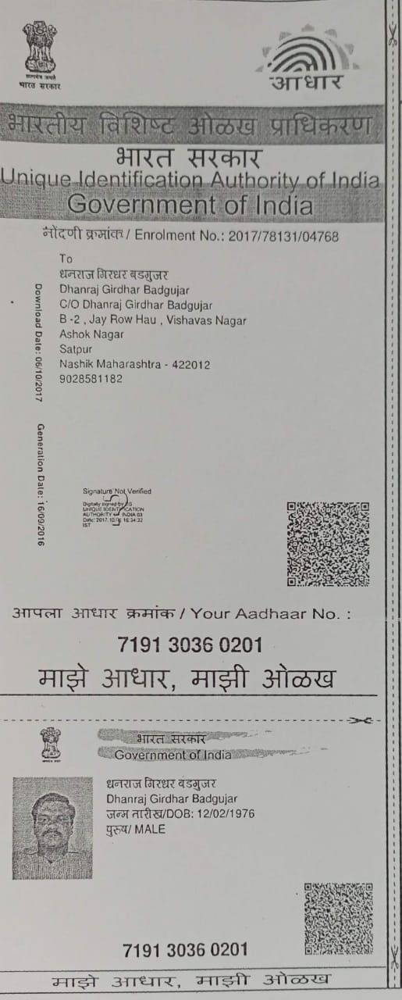 सत्यमेव जयते
भारत सरकार
आधार
भारतीय विशिष्ट ओळख प्राधिकरण
भारत सरकार
Unique Identification Authority of India
Government of India
नोंदणी क्रमांक / Enrolment No.: 2017/78131/04768
To
धनराज गिरधर बडगुजर
Dhanraj Girdhar Badgujar
C/O Dhanraj Girdhar Badgujar
B -2 , Jay Row Hau , Vishavas Nagar
Ashok Nagar
Satpur
Nashik Maharashtra - 422012
9028581182
Download Date: 06/10/2017
Generation Date: 16/09/2016
Signature Not Verified
Digitally signed by
UNIQUE IDENTIFICATION
AUTHORITY OF INDIA 03
Date: 2017.10.06 16:34:32
IST
आपला आधार क्रमांक / Your Aadhaar No. :
7191 3036 0201
माझे आधार, माझी ओळख
भारत सरकार
Government of India
धनराज गिरधर बडगुजर
Dhanraj Girdhar Badgujar
जन्म तारीख/DOB: 12/02/1976
पुरुष/ MALE
7191 3036 0201
माझे आधार, माझी ओळख